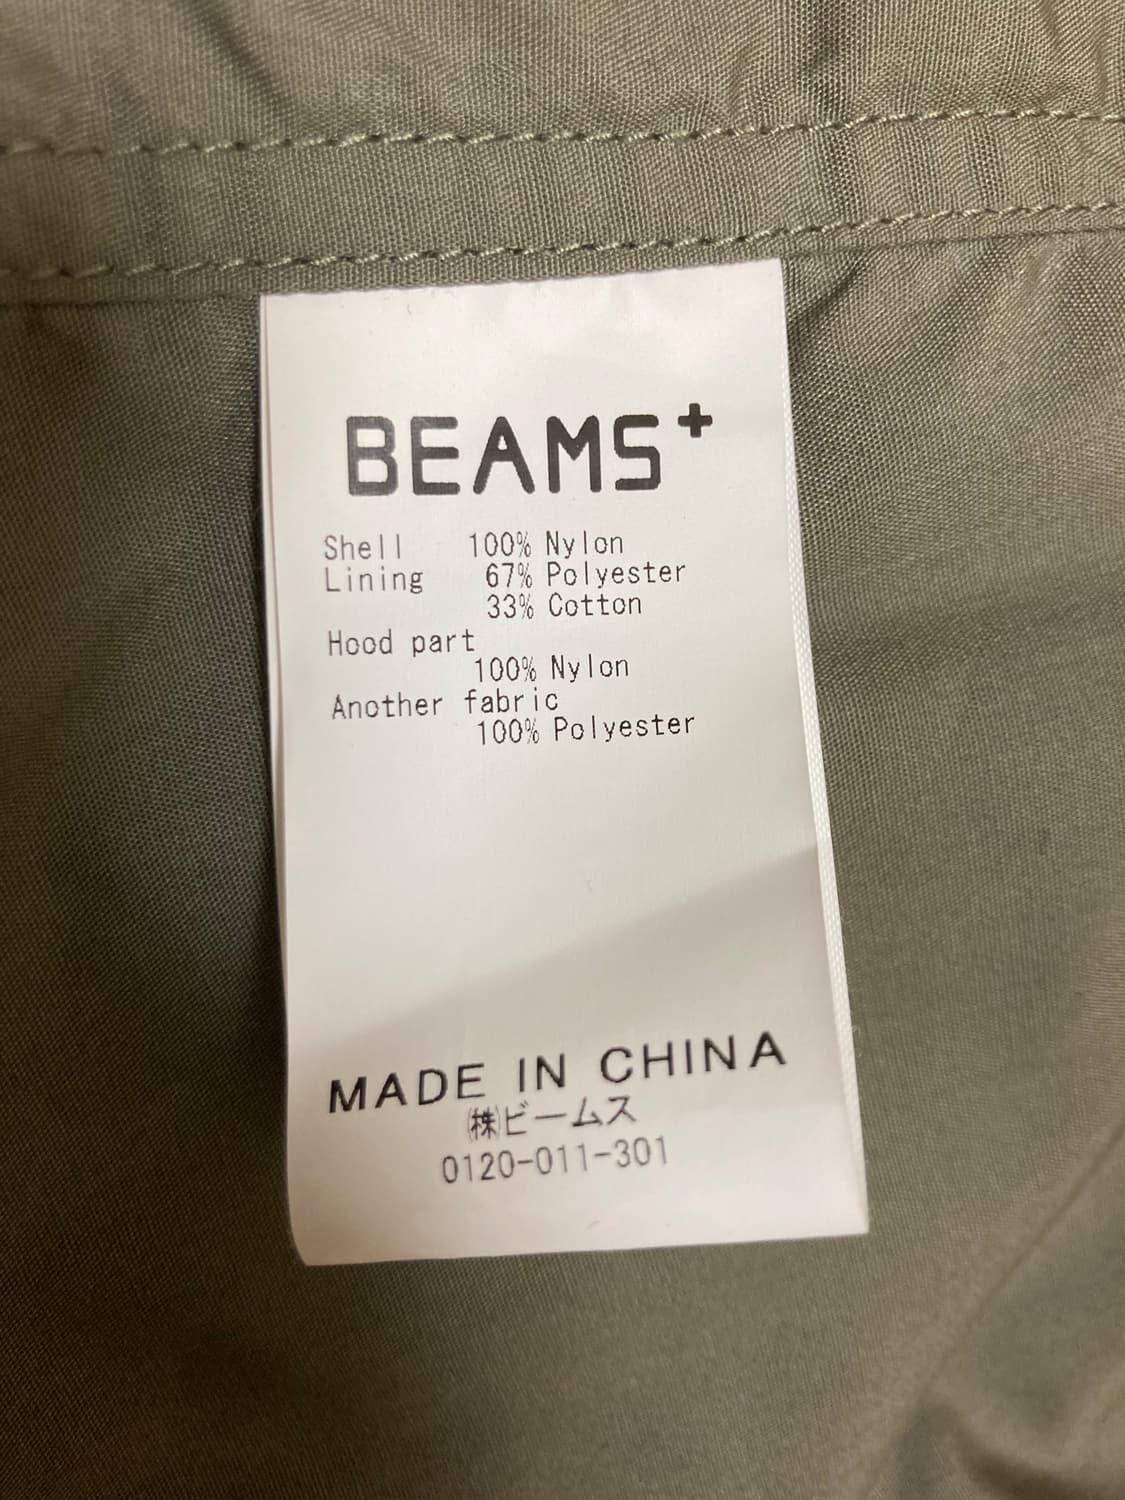 BEAMS+
Shell 100% Nylon
Lining 67% Polyester
33% Cotton
Hood part
100% Nylon
Another fabric
100% Polyester
MADE IN CHINA
㈱ビームス
0120-011-301